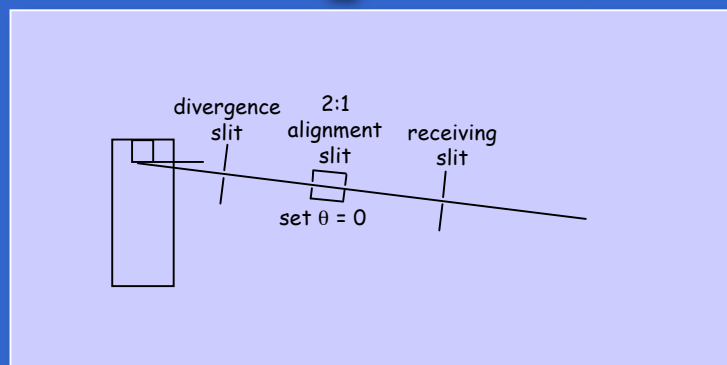 divergence
slit
2:1
alignment
slit
receiving
slit
set θ = 0